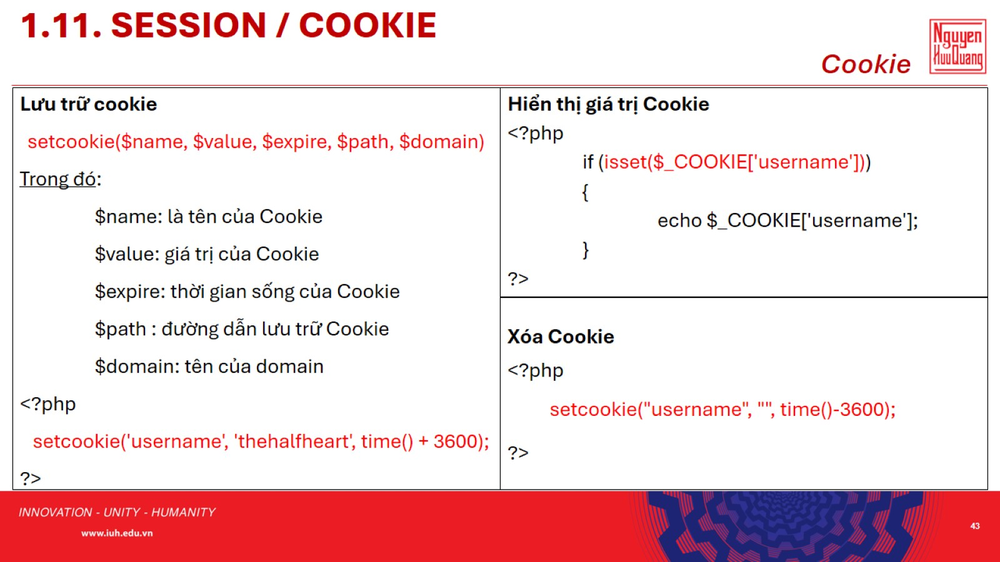 1.11. SESSION / COOKIE
Cookie
Nguyen
HuuQuang
Lưu trữ cookie
setcookie($name, $value, $expire, $path, $domain)
Trong đó:
$name: là tên của Cookie
$value: giá trị của Cookie
$expire: thời gian sống của Cookie
$path : đường dẫn lưu trữ Cookie
$domain: tên của domain
<?php
setcookie('username', 'thehalfheart', time() + 3600);
?>
Hiển thị giá trị Cookie
<?php
if (isset($_COOKIE['username']))
{
echo $_COOKIE['username'];
}
?>
Xóa Cookie
<?php
setcookie("username", "", time()-3600);
?>
INNOVATION - UNITY - HUMANITY
www.iuh.edu.vn
43